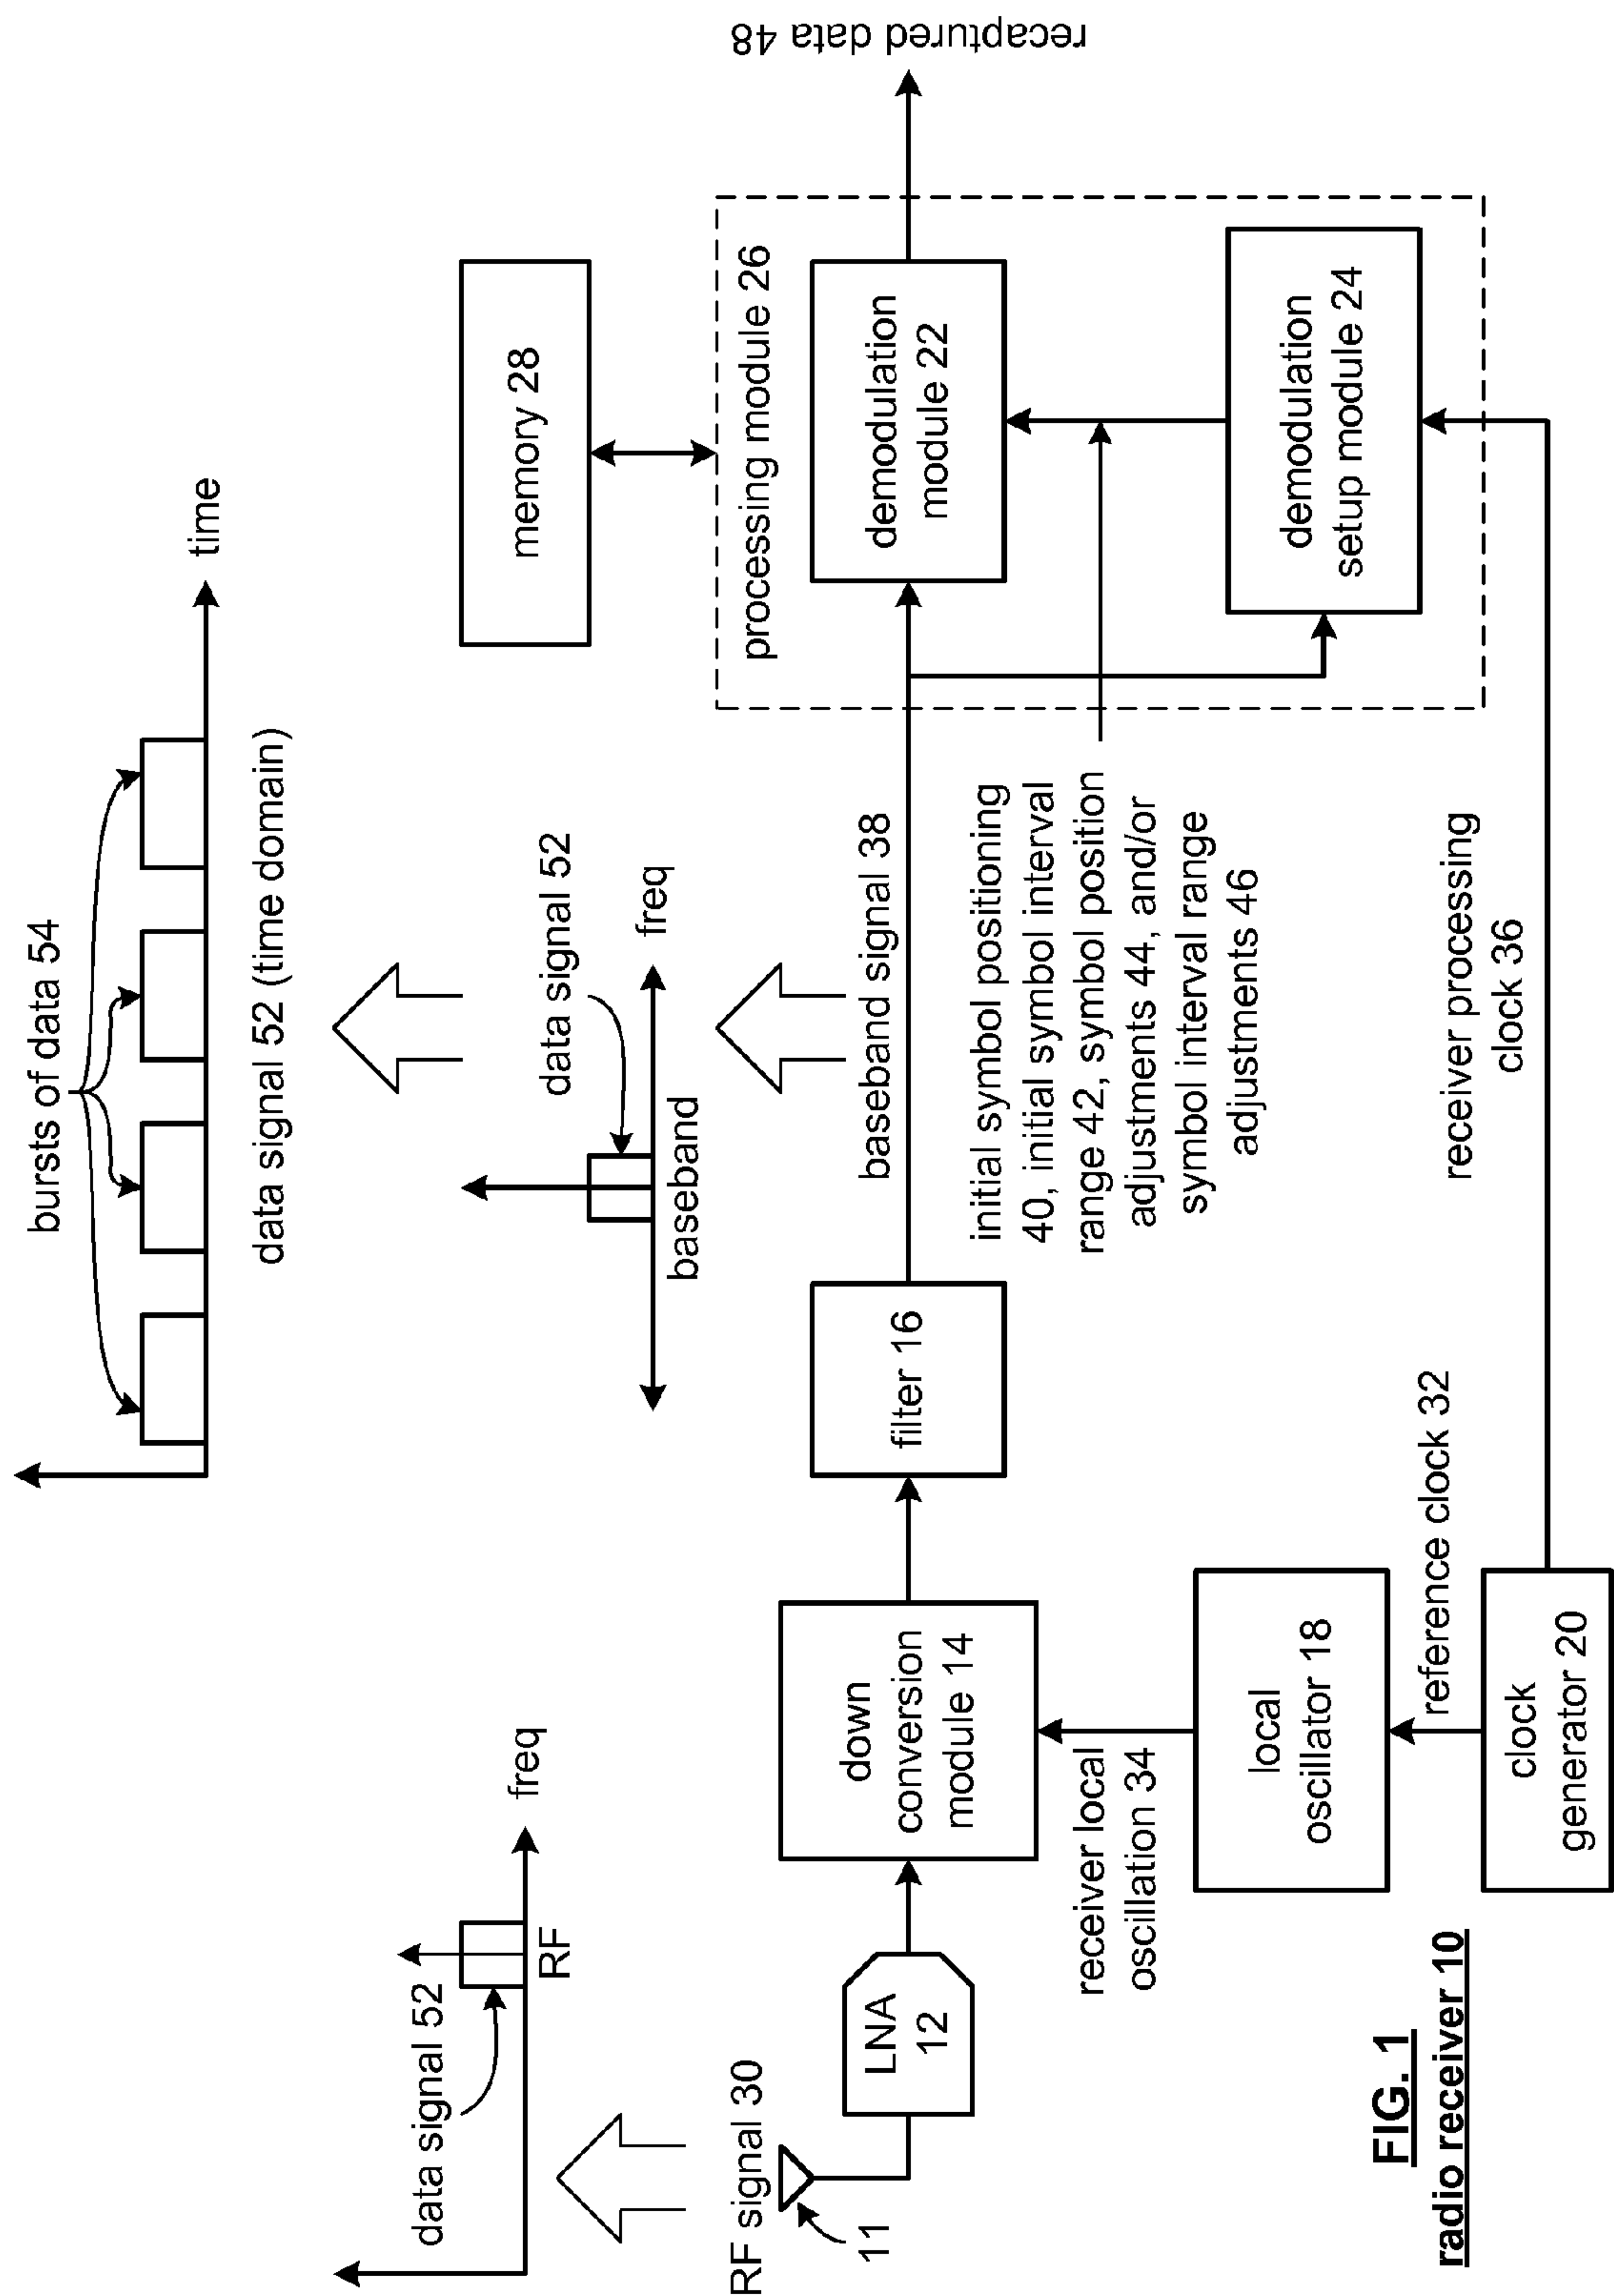 bursts of data 54
time
data signal 52 (time domain)
data signal 52
freq
RF
data signal 52
freq
baseband
memory 28
RF signal 30
11
LNA
12
down
conversion
module 14
filter 16
baseband signal 38
processing module 26
demodulation
module 22
recaptured data 48
receiver local
oscillation 34
initial symbol positioning
40, initial symbol interval
range 42, symbol position
adjustments 44, and/or
symbol interval range
adjustments 46
local
oscillator 18
demodulation
setup module 24
reference clock 32
receiver processing
clock 36
clock
generator 20
FIG. 1
radio receiver 10